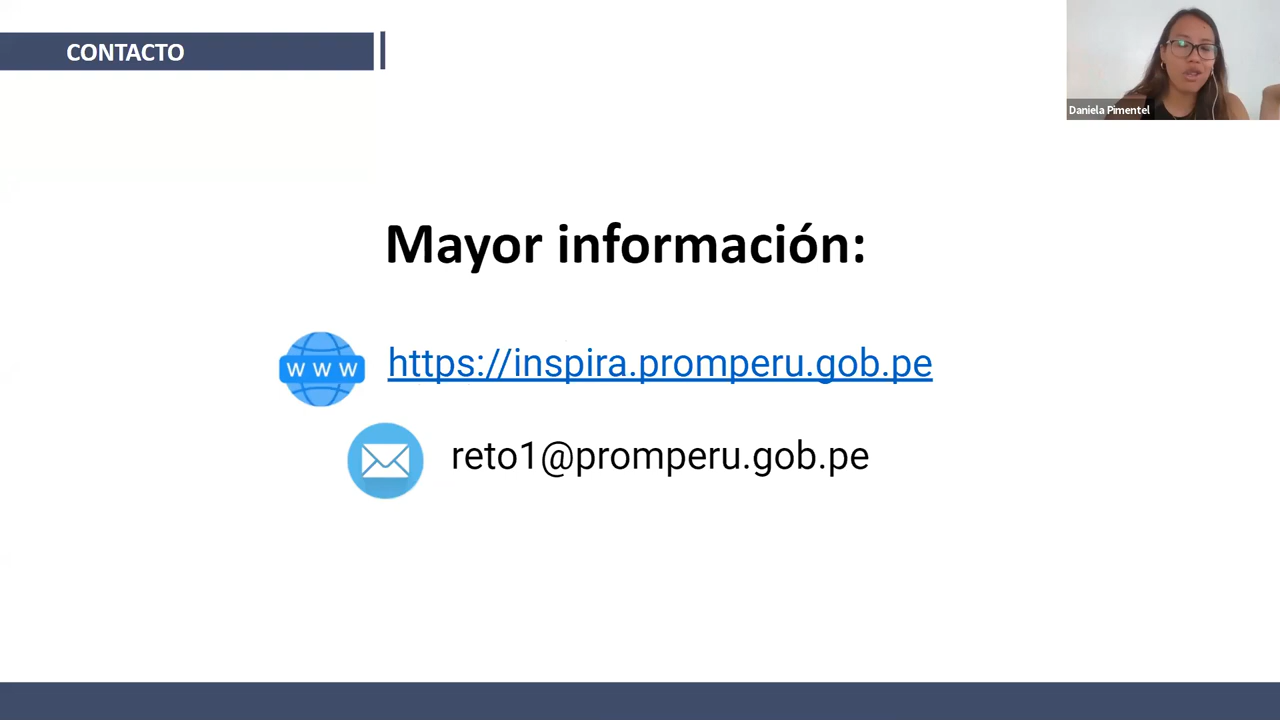 CONTACTO
Daniela Pimentel
Mayor información:
WWW
https://inspira.promperu.gob.pe
reto1@promperu.gob.pe